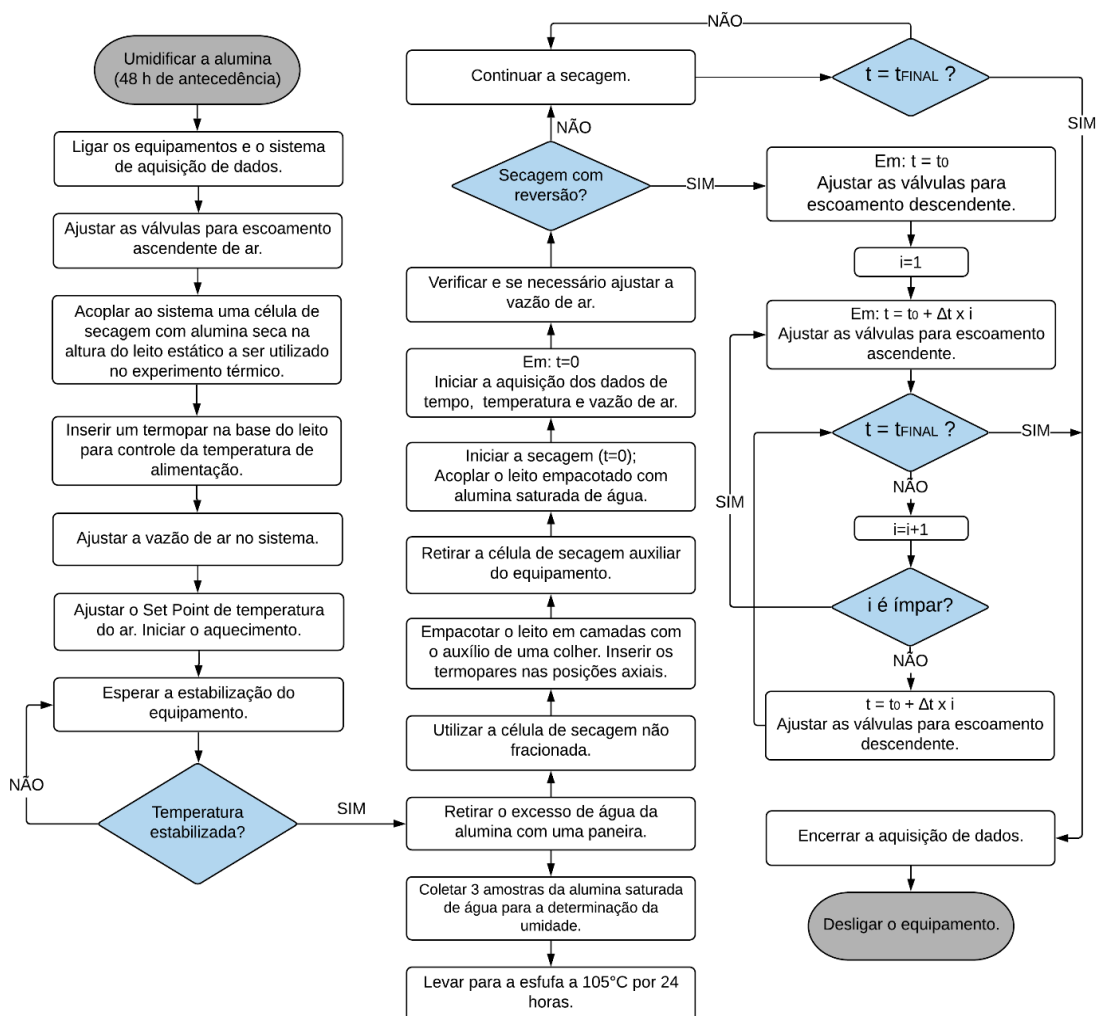 Umidificar a alumina
(48 h de antecedência)
Ligar os equipamentos e o sistema
de aquisição de dados.
Ajustar as válvulas para escoamento
ascendente de ar.
Acoplar ao sistema uma célula de
secagem com alumina seca na
altura do leito estático a ser utilizado
no experimento térmico.
Inserir um termopar na base do leito
para controle da temperatura de
alimentação.
Ajustar a vazão de ar no sistema.
Ajustar o Set Point de temperatura
do ar. Iniciar o aquecimento.
Esperar a estabilização do
equipamento.
NÃO
Temperatura
estabilizada?
SIM
Retirar o excesso de água da
alumina com uma paneira.
Coletar 3 amostras da alumina saturada
de água para a determinação da
umidade.
Levar para a esfufa a 105°C por 24
horas.
Utilizar a célula de secagem não
fracionada.
Empacotar o leito em camadas com
o auxílio de uma colher. Inserir os
termopares nas posições axiais.
Retirar a célula de secagem auxiliar
do equipamento.
Iniciar a secagem (t=0);
Acoplar o leito empacotado com
alumina saturada de água.
Em: t=0
Iniciar a aquisição dos dados de
tempo, temperatura e vazão de ar.
Verificar e se necessário ajustar a
vazão de ar.
Secagem com
reversão?
NÃO
Continuar a secagem.
NÃO
t = tFINAL ?
SIM
SIM
Em: t = t0
Ajustar as válvulas para
escoamento descendente.
i=1
Em: t = t0 + Δt x i
Ajustar as válvulas para escoamento
ascendente.
t = tFINAL ?
SIM
NÃO
i=i+1
i é ímpar?
SIM
NÃO
t = t0 + Δt x i
Ajustar as válvulas para escoamento
descendente.
Encerrar a aquisição de dados.
Desligar o equipamento.